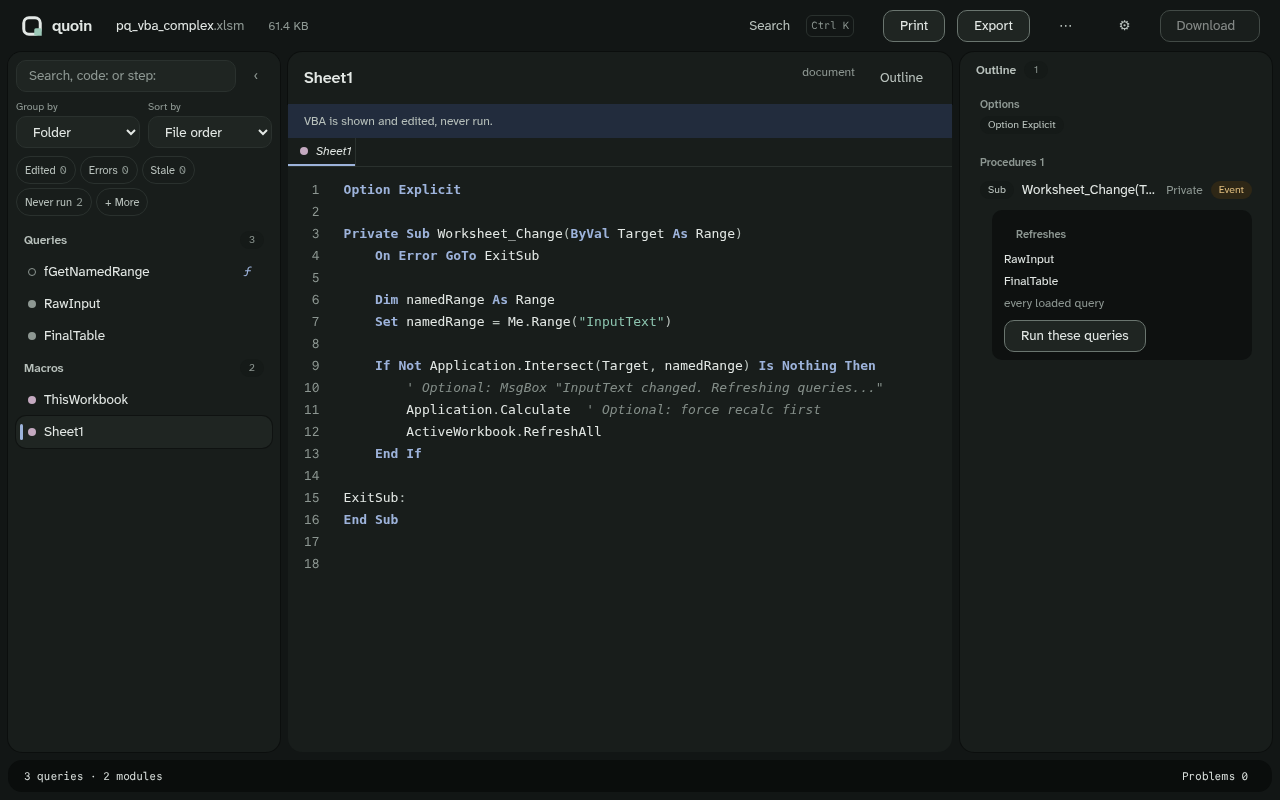 quoin pq_vba_complex.xlsm 61.4 KB Search Ctrl K Print Export ⋯ ⚙ Download
Search, code: or step: ‹
Group by Sort by
Folder File order
Edited 0 Errors 0 Stale 0
Never run 2 + More
Queries 3
fGetNamedRange ƒ
RawInput
FinalTable
Macros 2
ThisWorkbook
Sheet1
Sheet1 document Outline
VBA is shown and edited, never run.
Sheet1
1 Option Explicit
2
3 Private Sub Worksheet_Change(ByVal Target As Range)
4     On Error GoTo ExitSub
5
6     Dim namedRange As Range
7     Set namedRange = Me.Range("InputText")
8
9     If Not Application.Intersect(Target, namedRange) Is Nothing Then
10         ' Optional: MsgBox "InputText changed. Refreshing queries..."
11         Application.Calculate  ' Optional: force recalc first
12         ActiveWorkbook.RefreshAll
13     End If
14
15 ExitSub:
16 End Sub
17
18
Outline 1
Options
Option Explicit
Procedures 1
Sub Worksheet_Change(T... Private Event
Refreshes
RawInput
FinalTable
every loaded query
Run these queries
3 queries · 2 modules Problems 0